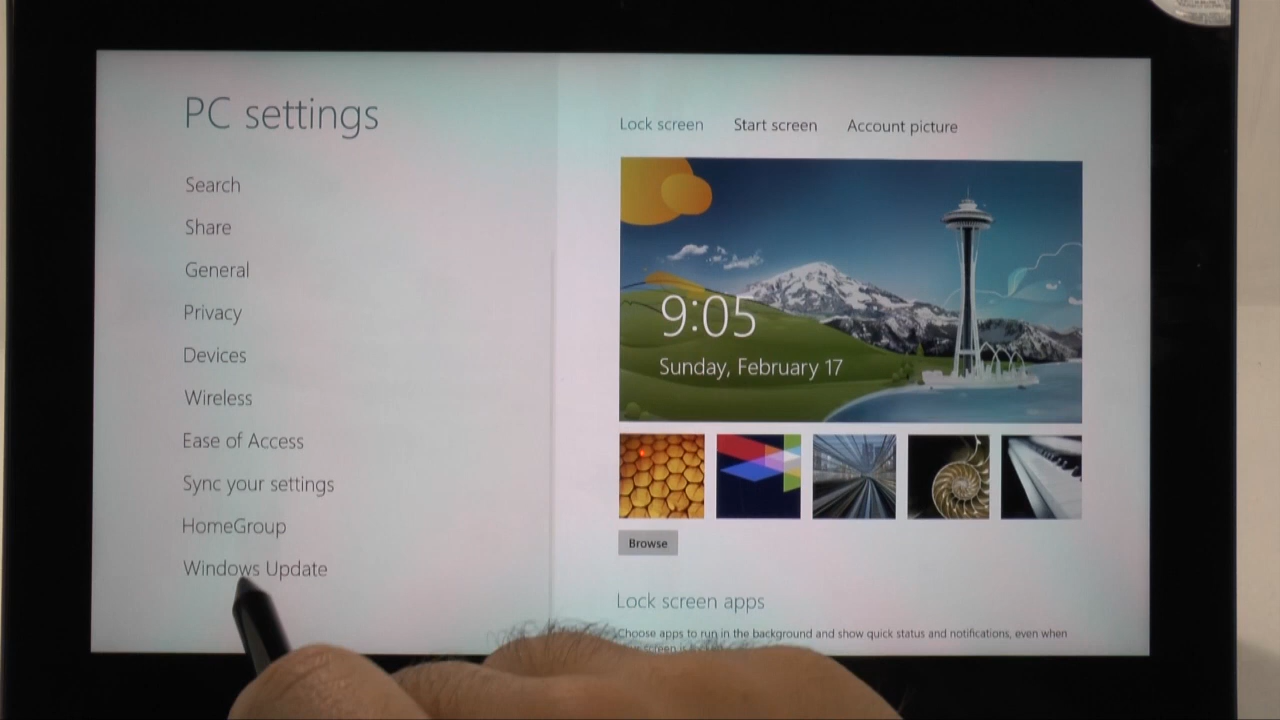 PC settings
Search
Share
General
Privacy
Devices
Wireless
Ease of Access
Sync your settings
HomeGroup
Windows Update
Lock screen Start screen Account picture
9:05
Sunday, February 17
Browse
Lock screen apps
Choose apps to run in the background and show quick status and notifications, even when
screen is